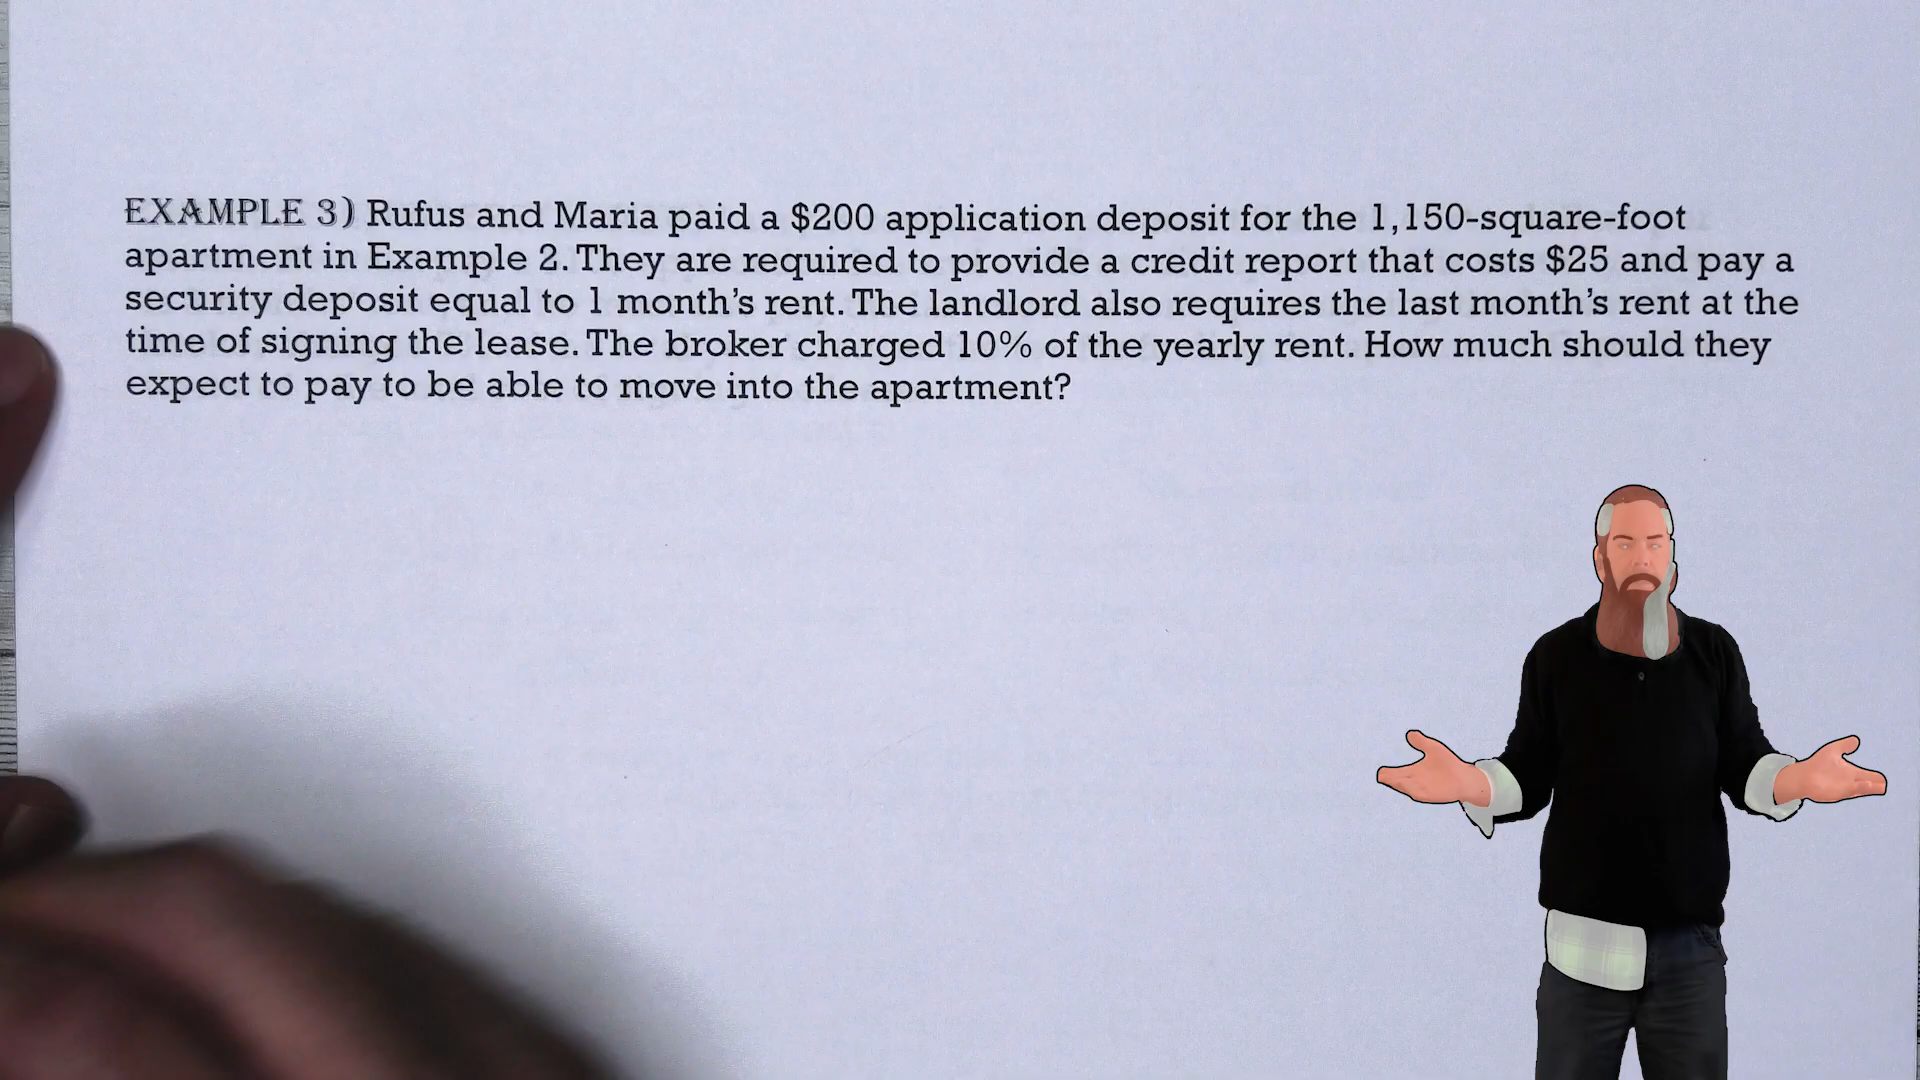 EXAMPLE 3) Rufus and Maria paid a $200 application deposit for the 1,150-square-foot
apartment in Example 2. They are required to provide a credit report that costs $25 and pay a
security deposit equal to 1 month’s rent. The landlord also requires the last month’s rent at the
time of signing the lease. The broker charged 10% of the yearly rent. How much should they
expect to pay to be able to move into the apartment?